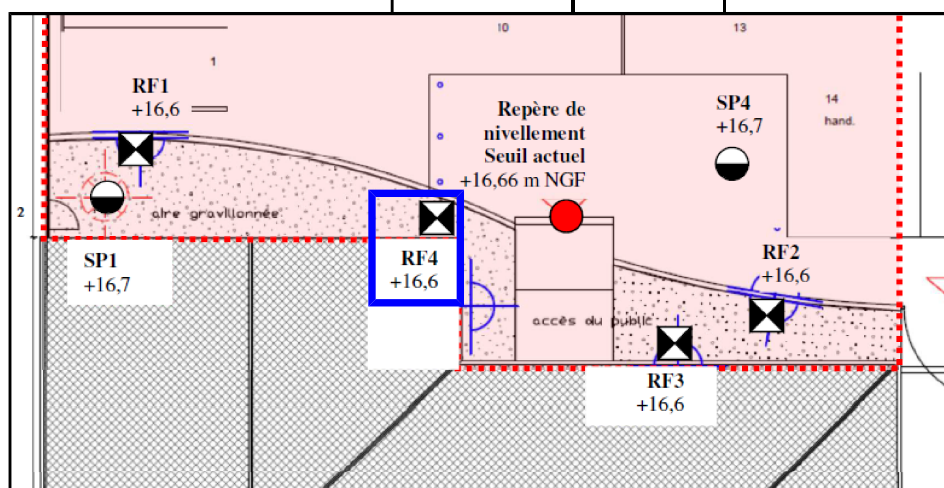 10
13
1
RF1
+16,6
Repère de
nivellement
Seuil actuel
+16,66 m NGF
SP4
+16,7
14
hand.
2
aire gravillonnée
SP1
+16,7
RF4
+16,6
RF2
+16,6
accès du public
RF3
+16,6